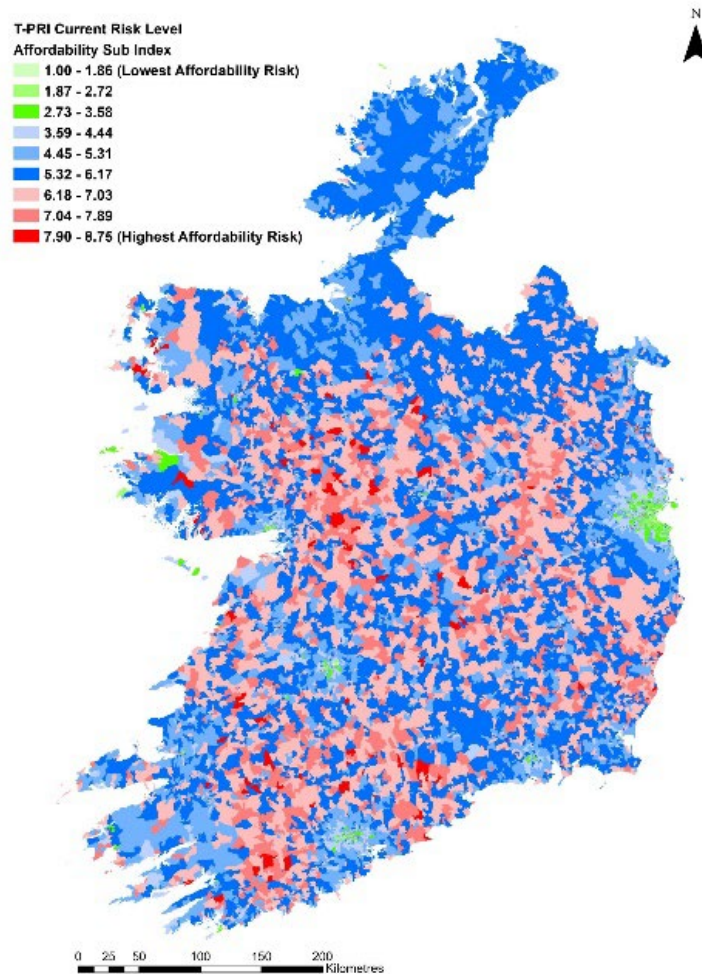 T-PRI Current Risk Level
Affordability Sub Index
1.00 - 1.86 (Lowest Affordability Risk)
1.87 - 2.72
2.73 - 3.58
3.59 - 4.44
4.45 - 5.31
5.32 - 6.17
6.18 - 7.03
7.04 - 7.89
7.90 - 8.75 (Highest Affordability Risk)
N
0 25 50 100 150 200
Kilometres